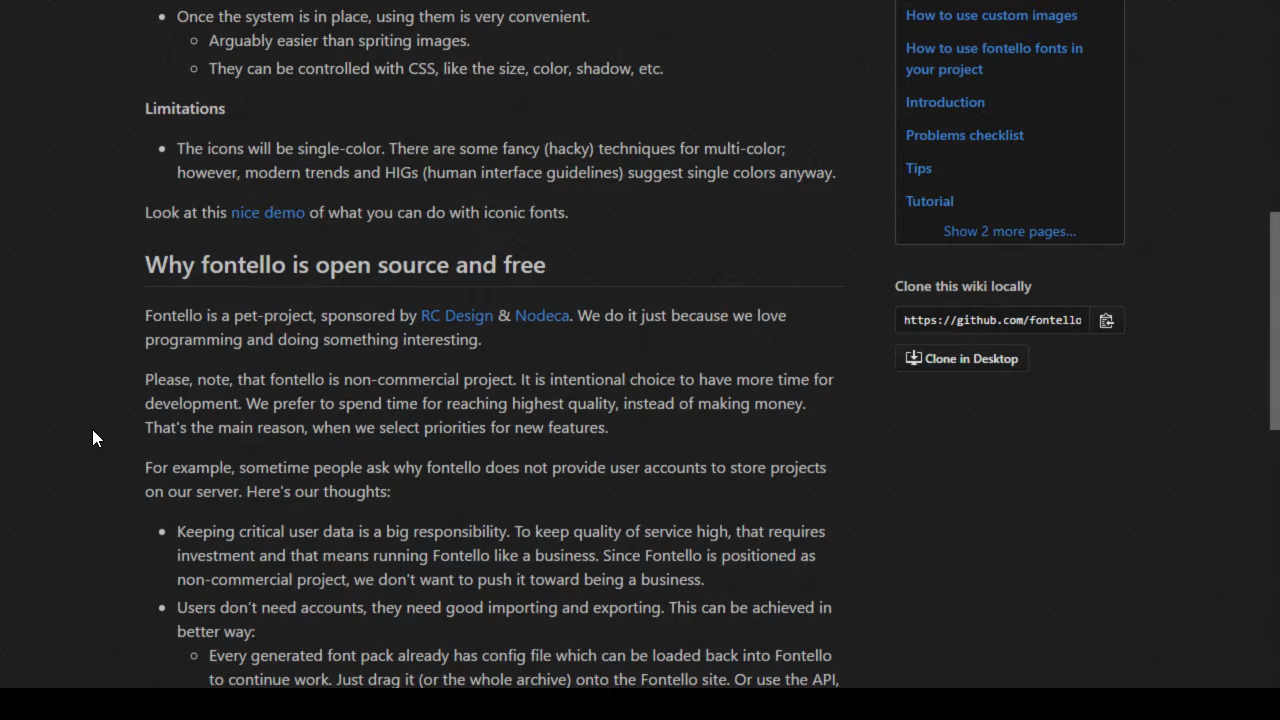 Once the system is in place, using them is very convenient.
Arguably easier than spriting images.
They can be controlled with CSS, like the size, color, shadow, etc.
Limitations
The icons will be single-color. There are some fancy (hacky) techniques for multi-color;
however, modern trends and HIGs (human interface guidelines) suggest single colors anyway.
Look at this nice demo of what you can do with iconic fonts.
Why fontello is open source and free
Fontello is a pet-project, sponsored by RC Design & Nodeca. We do it just because we love
programming and doing something interesting.
Please, note, that fontello is non-commercial project. It is intentional choice to have more time for
development. We prefer to spend time for reaching highest quality, instead of making money.
That's the main reason, when we select priorities for new features.
For example, sometime people ask why fontello does not provide user accounts to store projects
on our server. Here's our thoughts:
Keeping critical user data is a big responsibility. To keep quality of service high, that requires
investment and that means running Fontello like a business. Since Fontello is positioned as
non-commercial project, we don't want to push it toward being a business.
Users don’t need accounts, they need good importing and exporting. This can be achieved in
better way:
Every generated font pack already has config file which can be loaded back into Fontello
to continue work. Just drag it (or the whole archive) onto the Fontello site. Or use the API,
How to use custom images
How to use fontello fonts in
your project
Introduction
Problems checklist
Tips
Tutorial
Show 2 more pages...
Clone this wiki locally
https://github.com/fontello
Clone in Desktop